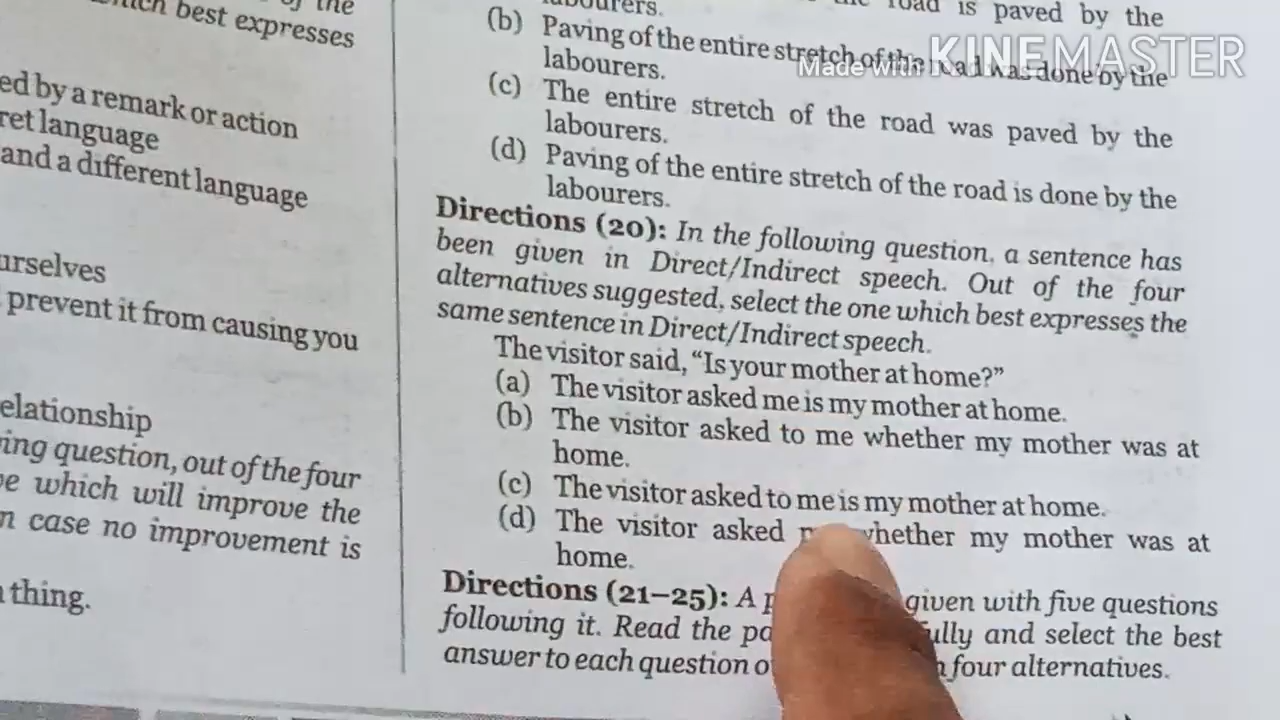 best expresses
ed by a remark or action
ret language
and a different language
urselves
prevent it from causing you
elationship
ing question, out of the four
e which will improve the
n case no improvement is
thing.
road is paved by the
labourers.
(b) Paving of the entire stretch of the road was done by the
labourers.
(c) The entire stretch of the road was paved by the
labourers.
(d) Paving of the entire stretch of the road is done by the
labourers.
Directions (20): In the following question, a sentence has
been given in Direct/Indirect speech. Out of the four
alternatives suggested, select the one which best expresses the
same sentence in Direct/Indirect speech.
The visitor said, “Is your mother at home?”
(a) The visitor asked me is my mother at home.
(b) The visitor asked to me whether my mother was at
home.
(c) The visitor asked to me is my mother at home.
(d) The visitor asked whether my mother was at
home.
Directions (21–25): A given with five questions
following it. Read the and select the best
answer to each question four alternatives.
Made with KINEMASTER